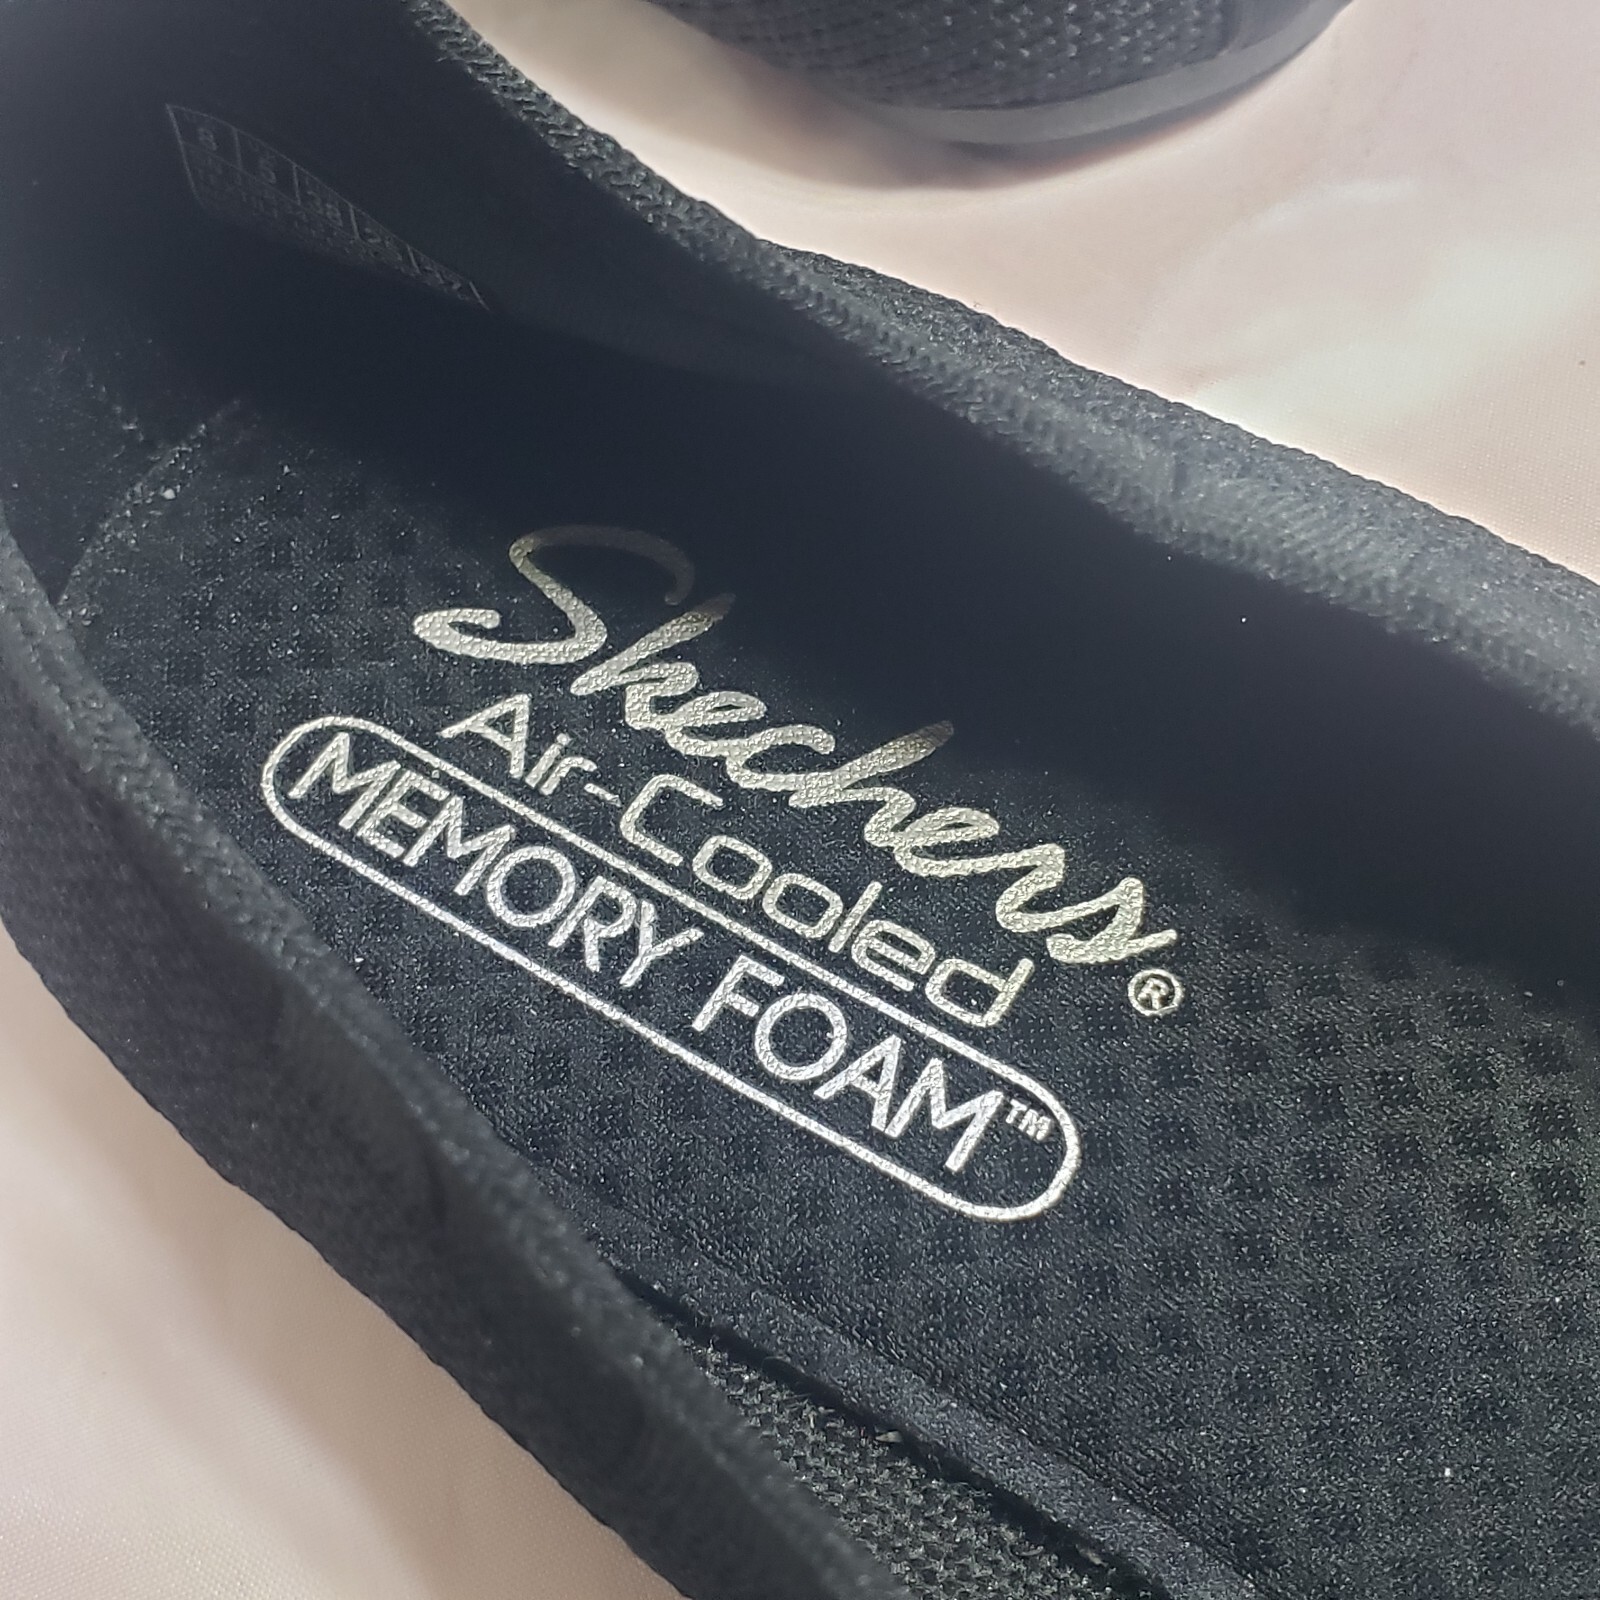 Skechers®
Air-Cooled
MEMORY FOAM™